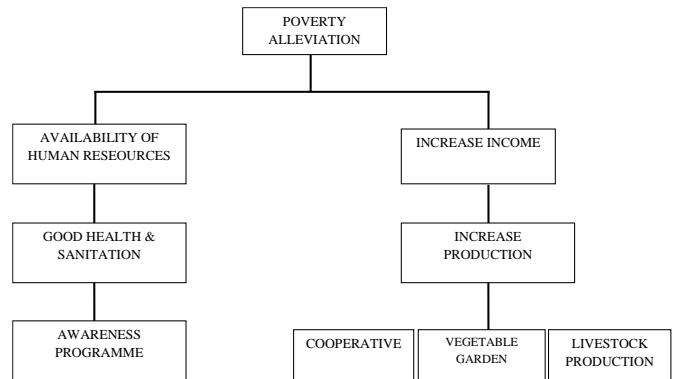 POVERTY
ALLEVIATION
AVAILABILITY OF
HUMAN RESEOURCES
INCREASE INCOME
GOOD HEALTH &
SANITATION
INCREASE
PRODUCTION
AWARENESS
PROGRAMME
COOPERATIVE
VEGETABLE
GARDEN
LIVESTOCK
PRODUCTION